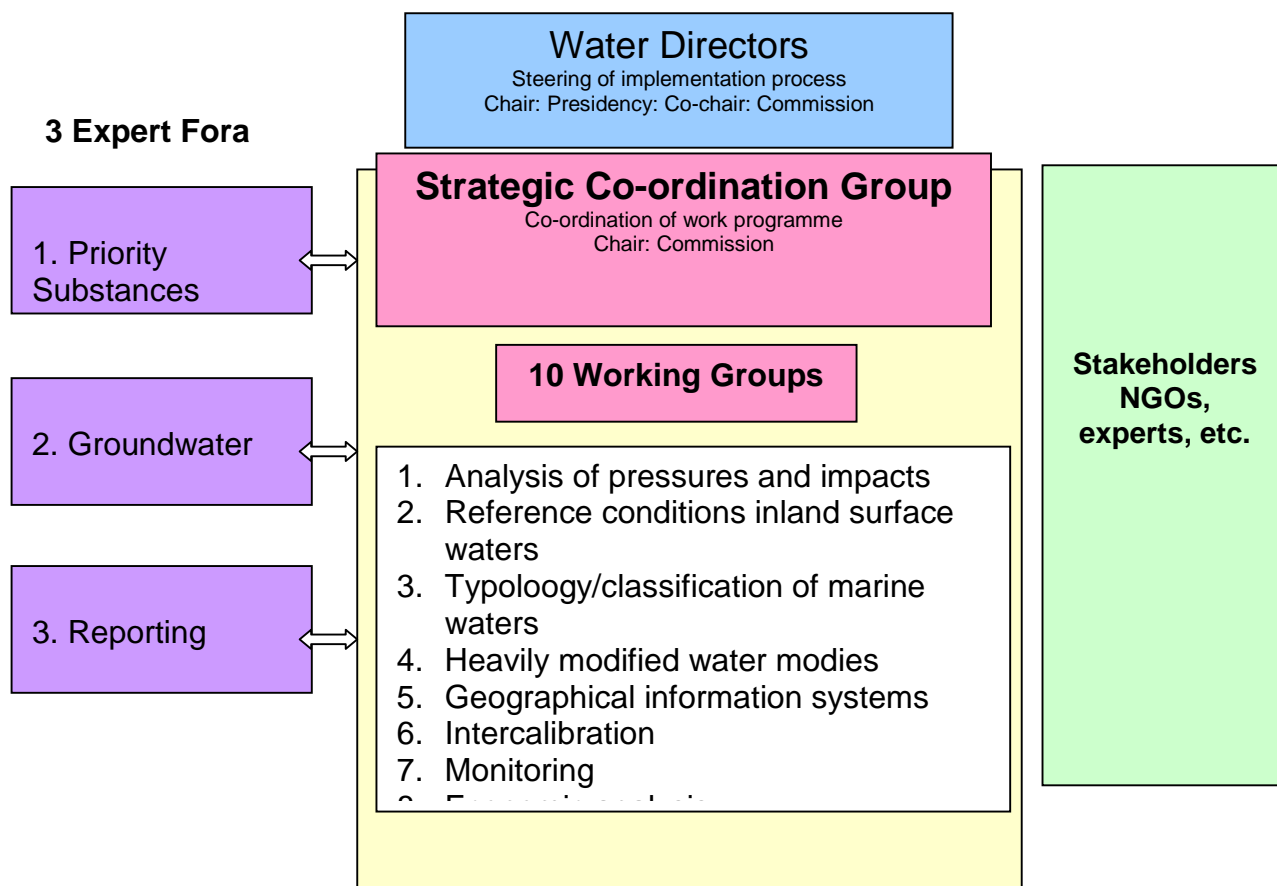 Water Directors
Steering of implementation process
Chair: Presidency: Co-chair: Commission
3 Expert Fora
Strategic Co-ordination Group
Co-ordination of work programme
Chair: Commission
1. Priority
Substances
10 Working Groups
Stakeholders
NGOs,
experts, etc.
2. Groundwater
1. Analysis of pressures and impacts
2. Reference conditions inland surface
waters
3. Typoloogy/classification of marine
waters
4. Heavily modified water modies
5. Geographical information systems
6. Intercalibration
7. Monitoring
3. Reporting